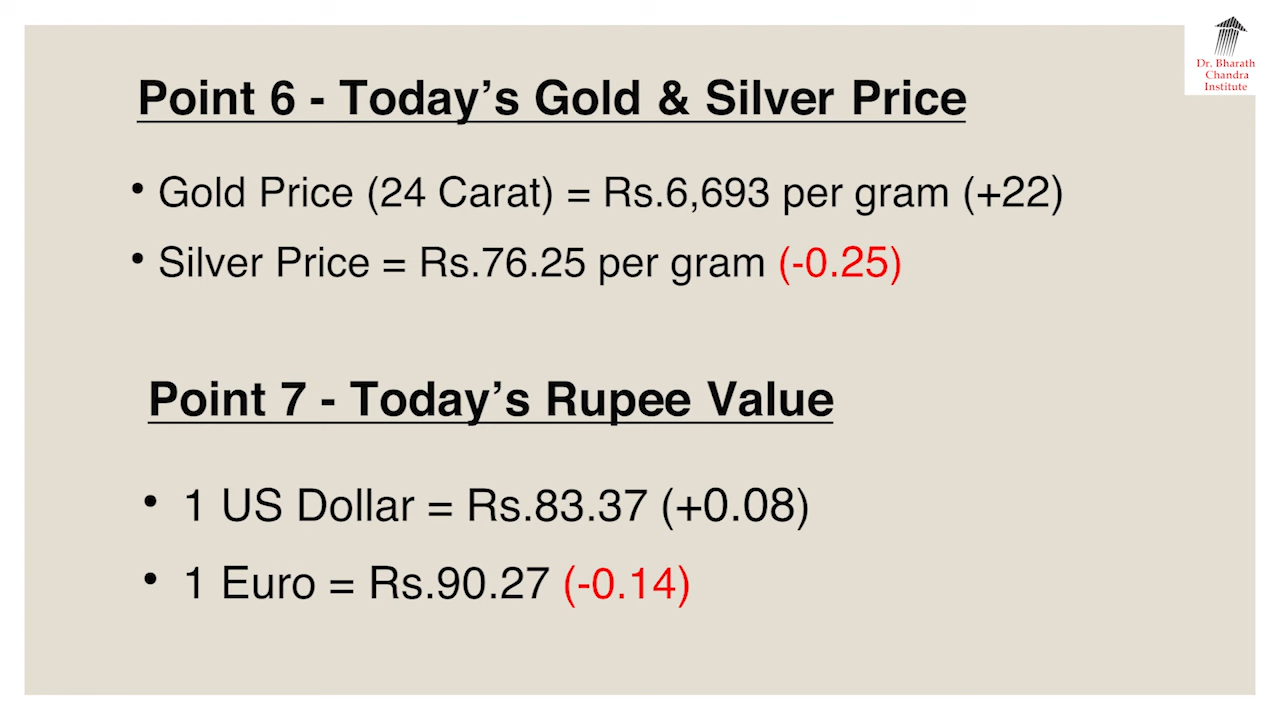 Dr. Bharath
Chandra
Institute
Point 6 - Today’s Gold & Silver Price
• Gold Price (24 Carat) = Rs.6,693 per gram (+22)
• Silver Price = Rs.76.25 per gram (-0.25)
Point 7 - Today’s Rupee Value
• 1 US Dollar = Rs.83.37 (+0.08)
• 1 Euro = Rs.90.27 (-0.14)